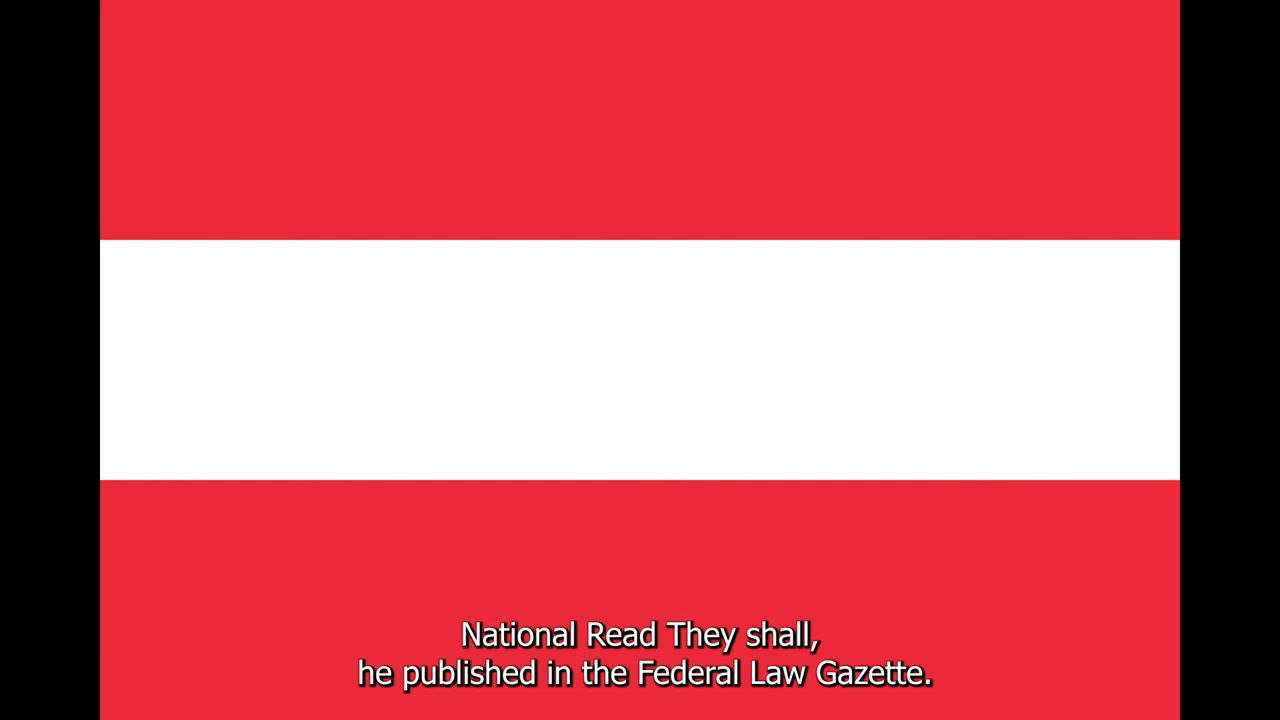 National Read They shall,
he published in the Federal Law Gazette.